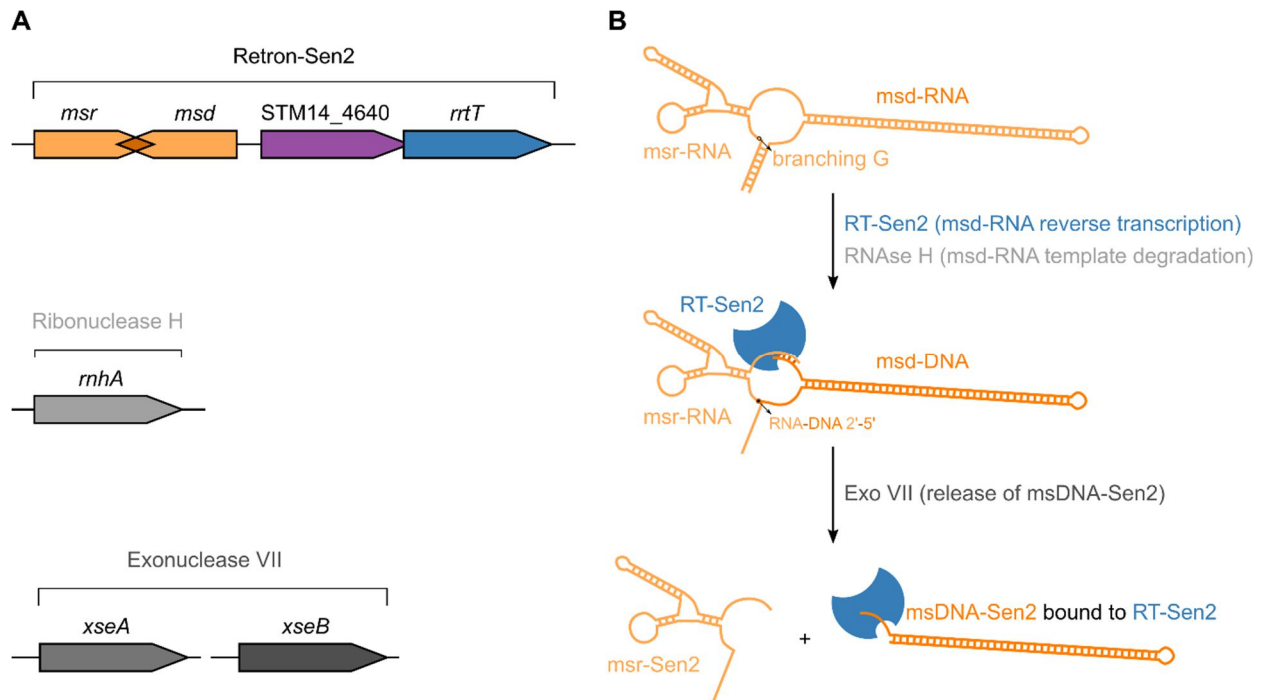 A
Retron-Sen2
msr msd STM14_4640 rrtT
Ribonuclease H
rnhA
Exonuclease VII
xseA xseB
B
msd-RNA
msr-RNA
branching G
RT-Sen2 (msd-RNA reverse transcription)
RNAse H (msd-RNA template degradation)
RT-Sen2
msd-DNA
msr-RNA
RNA-DNA 2'-5'
Exo VII (release of msDNA-Sen2)
msDNA-Sen2 bound to RT-Sen2
+
msr-Sen2